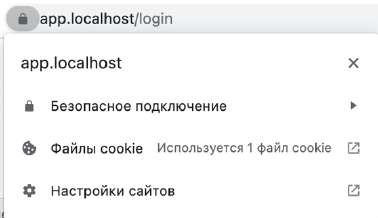 app.localhost/login
app.localhost
Безопасное подключение
Файлы cookie Используется 1 файл cookie
Настройки сайтов